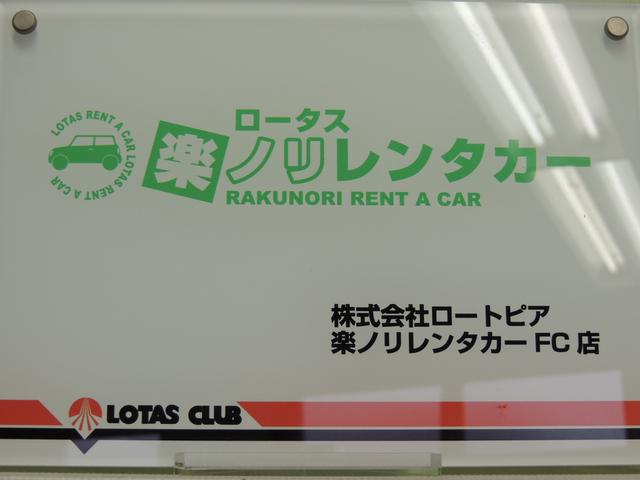 LOTAS RENT A CAR LOTAS RENT A CAR
ロータス
楽ノリレンタカー
RAKUNORI RENT A CAR
株式会社ロートピア
楽ノリレンタカーFC店
LOTAS CLUB